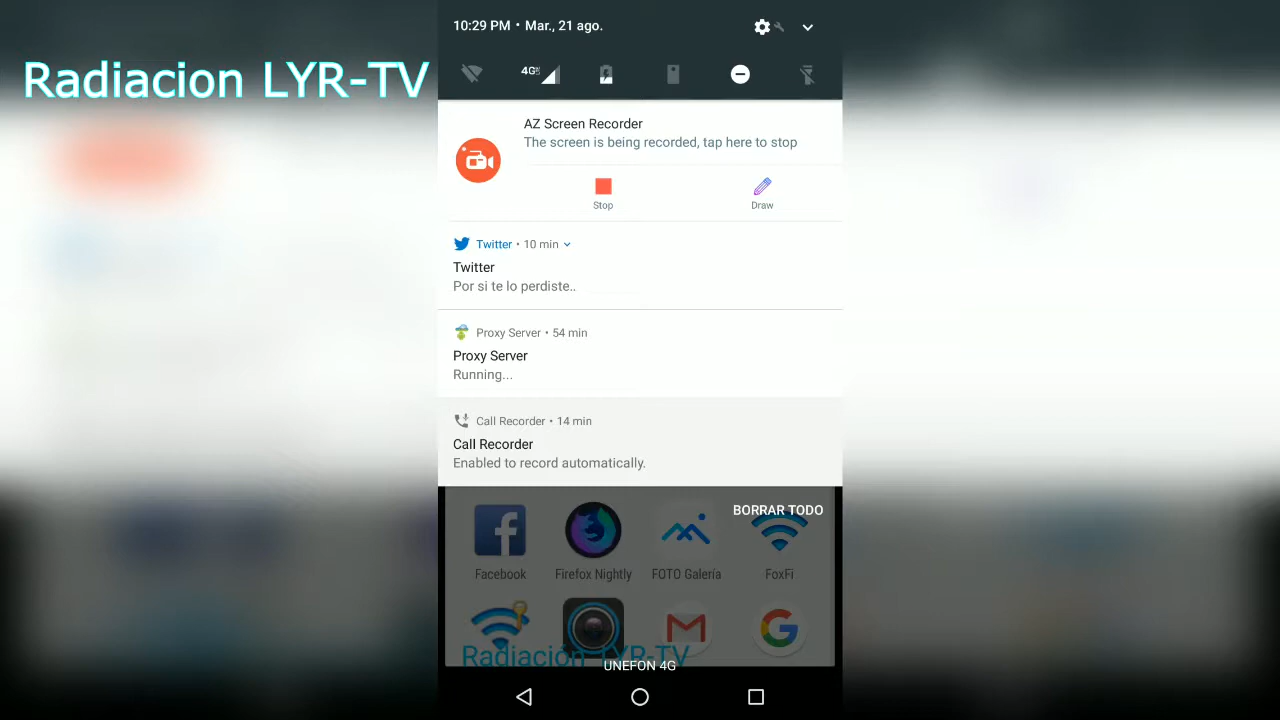 10:29 PM • Mar., 21 ago.
Radiacion LYR-TV
AZ Screen Recorder
The screen is being recorded, tap here to stop
Stop
Draw
Twitter • 10 min
Twitter
Por si te lo perdiste..
Proxy Server • 54 min
Proxy Server
Running...
Call Recorder • 14 min
Call Recorder
Enabled to record automatically.
BORRAR TODO
Facebook
Firefox Nightly
FOTO Galería
FoxFi
Radiación LYR-TV
UNEFON 4G